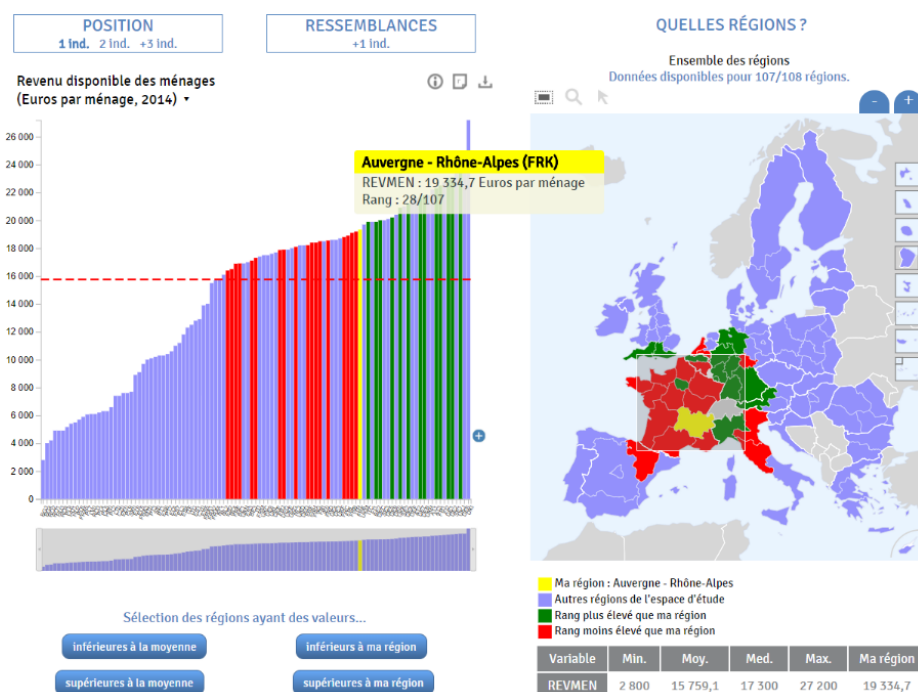 POSITION
1 ind. 2 ind. +3 ind.
RESSEMBLANCES
+1 ind.
QUELLES RÉGIONS ?
Ensemble des régions
Données disponibles pour 107/108 régions.
Revenu disponible des ménages
(Euros par ménage, 2014)
- +
26 000
24 000
22 000
20 000
18 000
16 000
14 000
12 000
10 000
8 000
6 000
4 000
2 000
0
Auvergne - Rhône-Alpes (FRK)
REVMEN : 19 334,7 Euros par ménage
Rang : 28/107
+
Ma région : Auvergne - Rhône-Alpes
Autres régions de l'espace d'étude
Rang plus élevé que ma région
Rang moins élevé que ma région
Sélection des régions ayant des valeurs...
inférieures à la moyenne
inférieurs à ma région
supérieures à la moyenne
supérieurs à ma région
Variable Min. Moy. Med. Max. Ma région
REVMEN 2 800 15 759,1 17 300 27 200 19 334,7